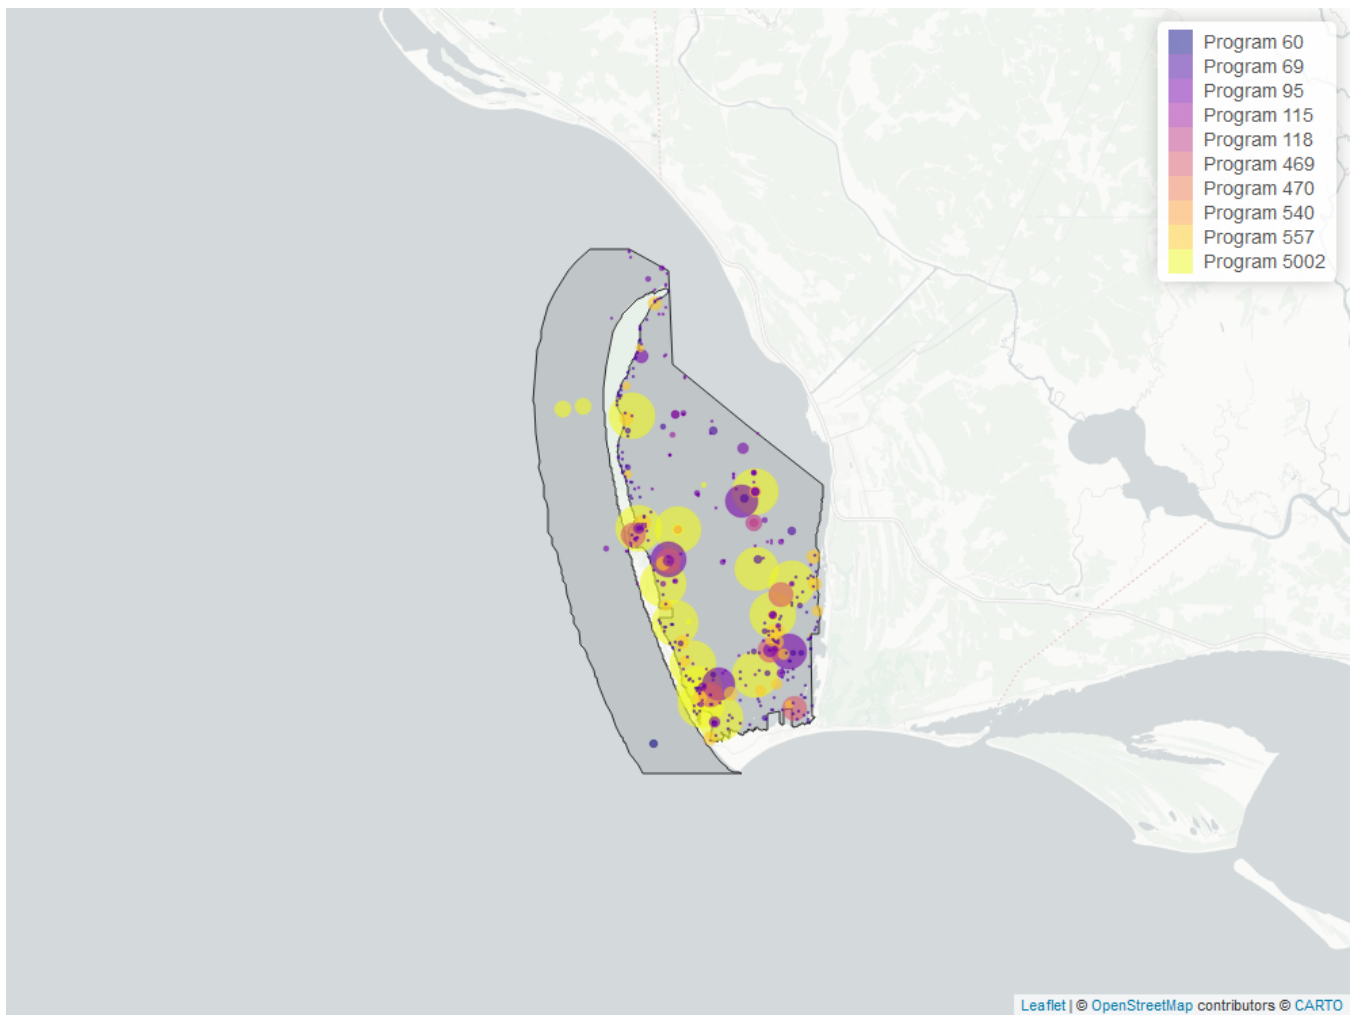 Program 60
Program 69
Program 95
Program 115
Program 118
Program 469
Program 470
Program 540
Program 557
Program 5002
Leaflet | © OpenStreetMap contributors © CARTO